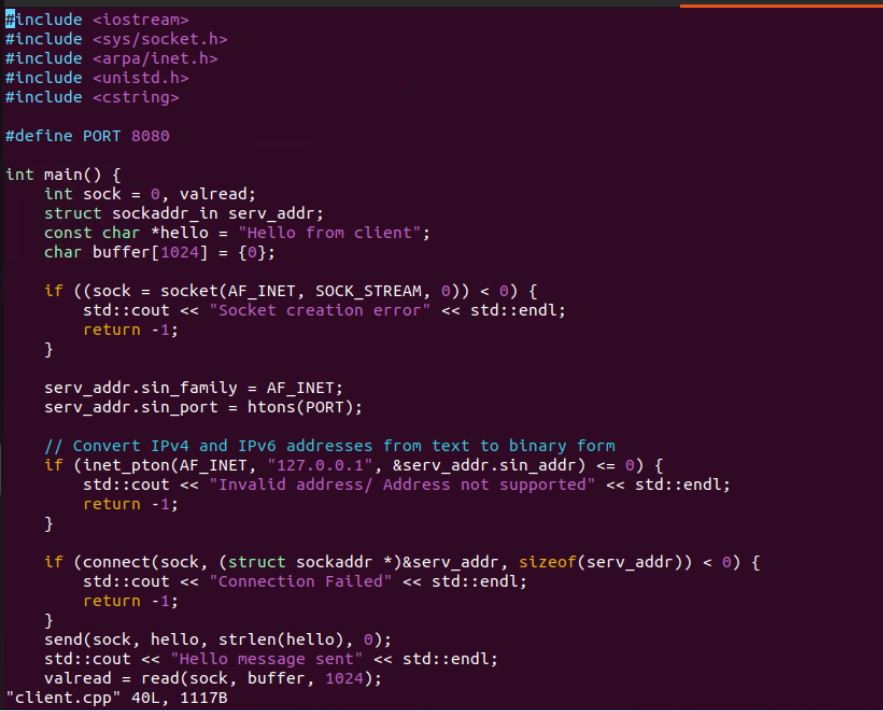 #include <iostream>
#include <sys/socket.h>
#include <arpa/inet.h>
#include <unistd.h>
#include <cstring>

#define PORT 8080

int main() {
    int sock = 0, valread;
    struct sockaddr_in serv_addr;
    const char *hello = "Hello from client";
    char buffer[1024] = {0};

    if ((sock = socket(AF_INET, SOCK_STREAM, 0)) < 0) {
        std::cout << "Socket creation error" << std::endl;
        return -1;
    }

    serv_addr.sin_family = AF_INET;
    serv_addr.sin_port = htons(PORT);

    // Convert IPv4 and IPv6 addresses from text to binary form
    if (inet_pton(AF_INET, "127.0.0.1", &serv_addr.sin_addr) <= 0) {
        std::cout << "Invalid address/ Address not supported" << std::endl;
        return -1;
    }

    if (connect(sock, (struct sockaddr *)&serv_addr, sizeof(serv_addr)) < 0) {
        std::cout << "Connection Failed" << std::endl;
        return -1;
    }
    send(sock, hello, strlen(hello), 0);
    std::cout << "Hello message sent" << std::endl;
    valread = read(sock, buffer, 1024);
"client.cpp" 40L, 1117B